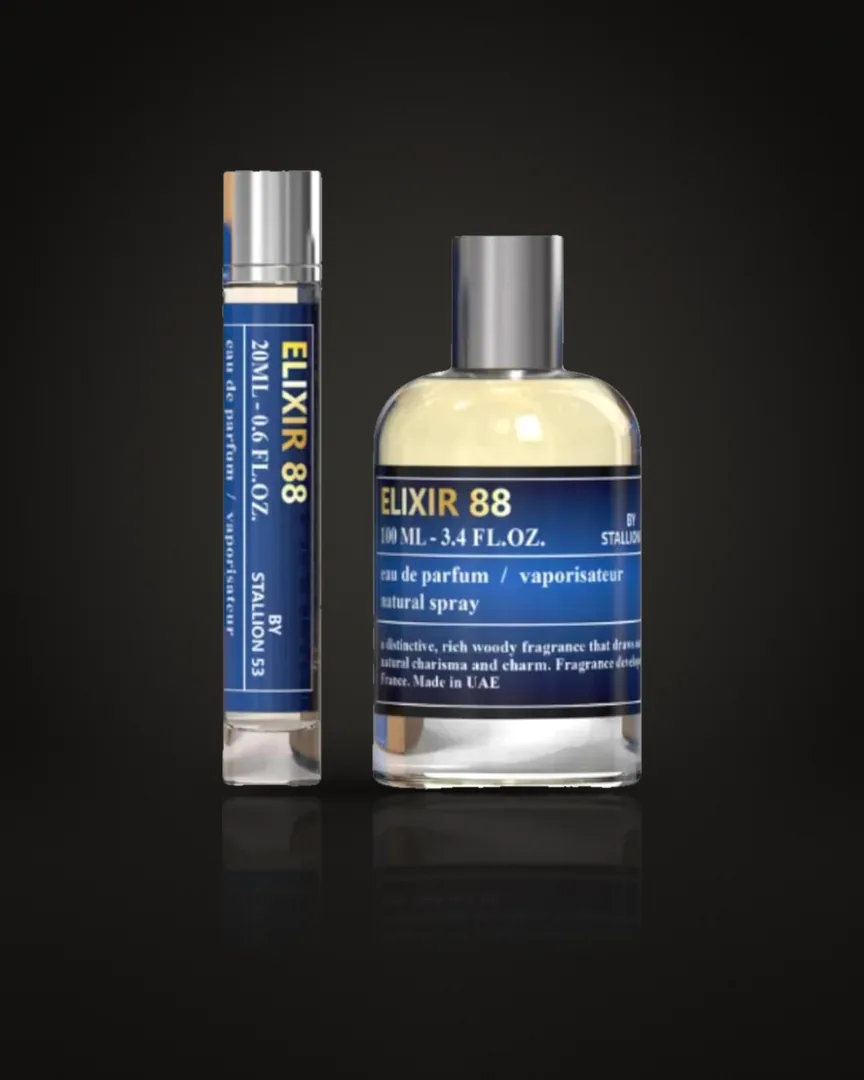 ELIXIR 88
20ML - 0.6 FL.OZ.
BY
STALLION 53
eau de parfum / vaporisateur
ELIXIR 88
100 ML - 3.4 FL.OZ.
BY
STALLION
eau de parfum / vaporisateur
natural spray
a distinctive, rich woody fragrance that draws
natural charisma and charm. Fragrance
France. Made in UAE